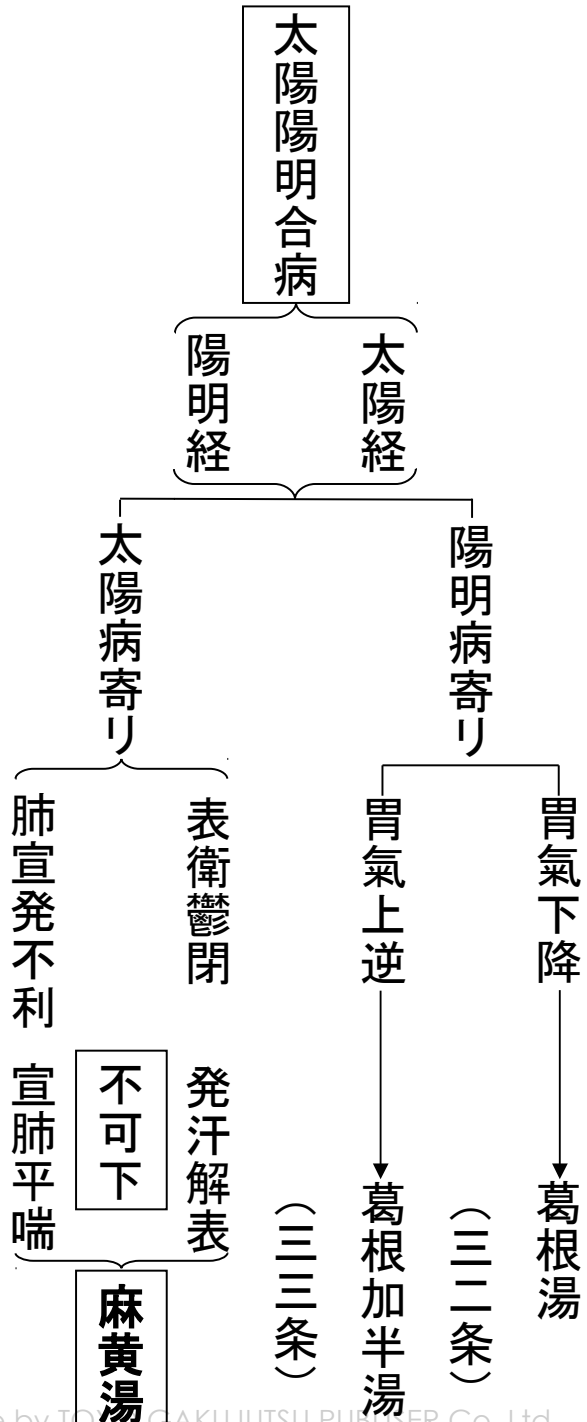 太陽陽明合病
太陽経
陽明経
陽明病寄り
胃氣下降
葛根湯
（三二条）
胃氣上逆
葛根加半湯
（三三条）
太陽病寄り
表衛鬱閉
発汗解表
不可下
肺宣発不利
宣肺平喘
麻黄湯